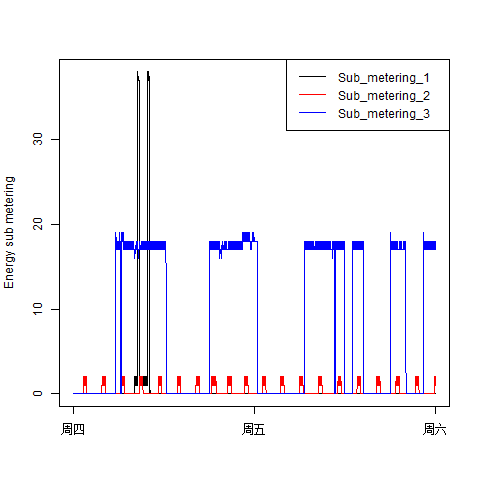 Sub_metering_1
Sub_metering_2
Sub_metering_3
Energy sub metering
30
20
10
0
周四 周五 周六